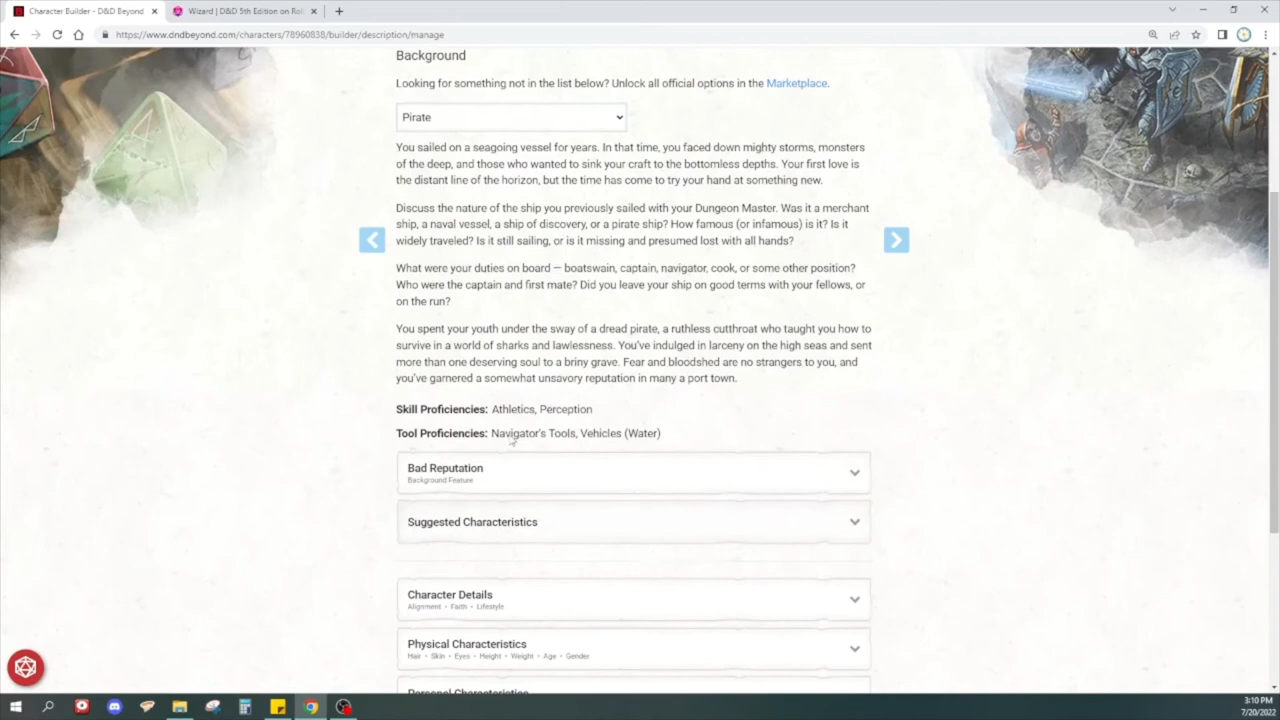 Character Builder - D&D Beyond
Wizard | D&D 5th Edition on Rol
https://www.dndbeyond.com/characters/78960838/builder/description/manage
Background
Looking for something not in the list below? Unlock all official options in the Marketplace.
Pirate
You sailed on a seagoing vessel for years. In that time, you faced down mighty storms, monsters
of the deep, and those who wanted to sink your craft to the bottomless depths. Your first love is
the distant line of the horizon, but the time has come to try your hand at something new.
Discuss the nature of the ship you previously sailed with your Dungeon Master. Was it a merchant
ship, a naval vessel, a ship of discovery, or a pirate ship? How famous (or infamous) is it? Is it
widely traveled? Is it still sailing, or is it missing and presumed lost with all hands?
What were your duties on board — boatswain, captain, navigator, cook, or some other position?
Who were the captain and first mate? Did you leave your ship on good terms with your fellows, or
on the run?
You spent your youth under the sway of a dread pirate, a ruthless cutthroat who taught you how to
survive in a world of sharks and lawlessness. You've indulged in larceny on the high seas and sent
more than one deserving soul to a briny grave. Fear and bloodshed are no strangers to you, and
you've garnered a somewhat unsavory reputation in many a port town.
Skill Proficiencies: Athletics, Perception
Tool Proficiencies: Navigator's Tools, Vehicles (Water)
Bad Reputation
Background Feature
Suggested Characteristics
Character Details
Alignment • Faith • Lifestyle
Physical Characteristics
Hair • Skin • Eyes • Height • Weight • Age • Gender
Personal Characteristics
3:10 PM
7/20/2022